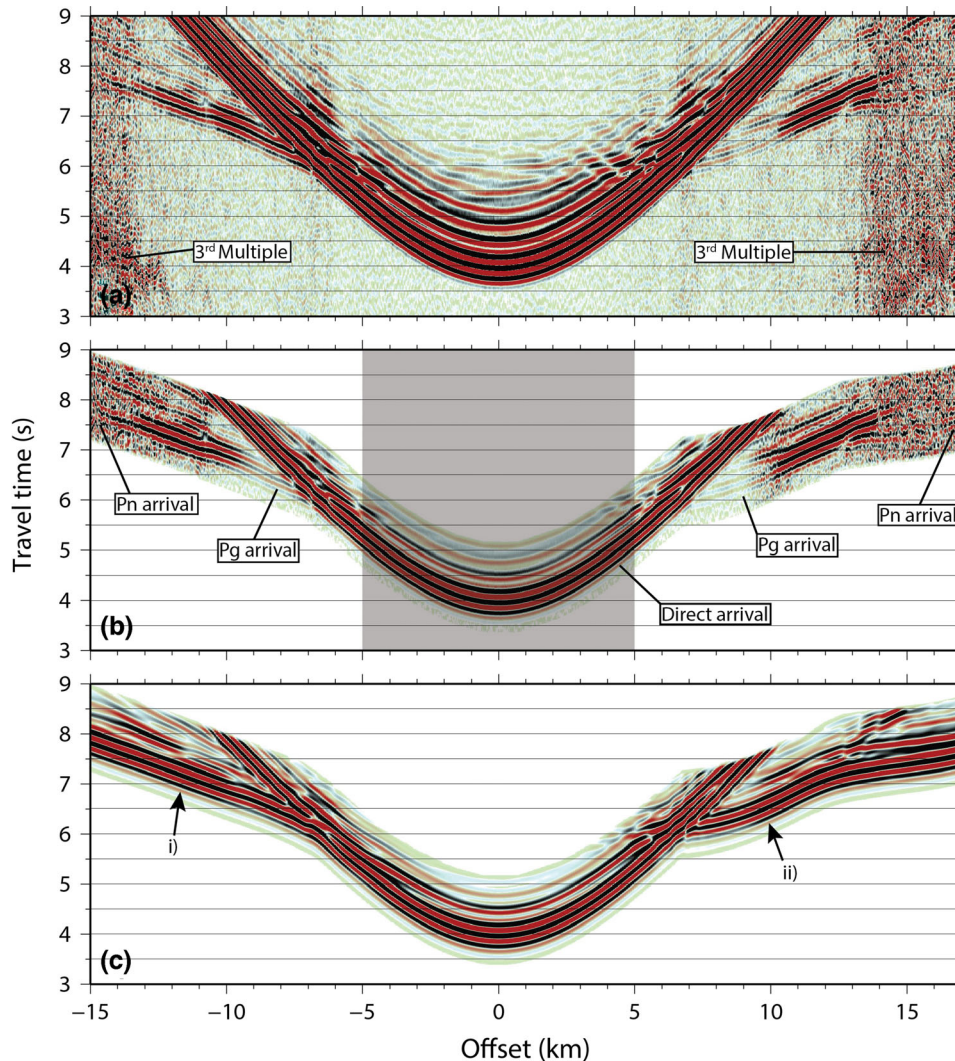 9
8
7
6
5
4
3
3rd Multiple
3rd Multiple
(a)
9
8
7
6
5
4
3
Travel time (s)
Pn arrival
Pg arrival
Pg arrival
Pn arrival
Direct arrival
(b)
9
8
7
6
5
4
3
i)
ii)
(c)
−15 −10 −5 0 5 10 15
Offset (km)